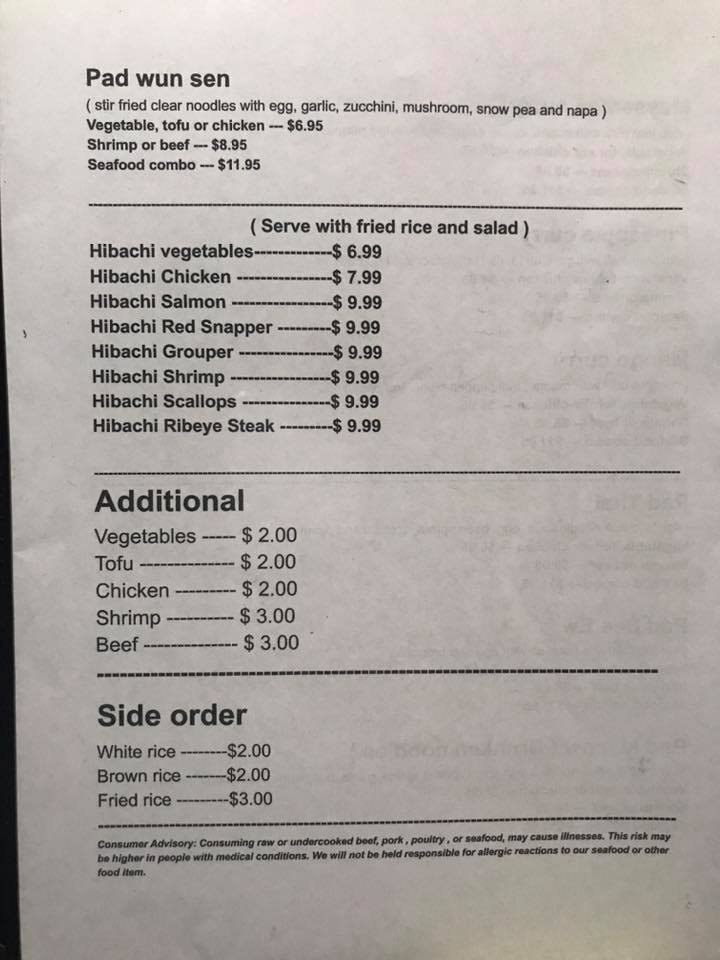 Pad wun sen
( stir fried clear noodles with egg, garlic, zucchini, mushroom, snow pea and napa )
Vegetable, tofu or chicken --- $6.95
Shrimp or beef --- $8.95
Seafood combo --- $11.95
( Serve with fried rice and salad )
Hibachi vegetables-------------$ 6.99
Hibachi Chicken ----------------$ 7.99
Hibachi Salmon -----------------$ 9.99
Hibachi Red Snapper ---------$ 9.99
Hibachi Grouper ----------------$ 9.99
Hibachi Shrimp -----------------$ 9.99
Hibachi Scallops ---------------$ 9.99
Hibachi Ribeye Steak ---------$ 9.99
Additional
Vegetables ----- $ 2.00
Tofu -------------- $ 2.00
Chicken --------- $ 2.00
Shrimp ---------- $ 3.00
Beef -------------- $ 3.00
Side order
White rice --------$2.00
Brown rice -------$2.00
Fried rice ---------$3.00
Consumer Advisory: Consuming raw or undercooked beef, pork , poultry , or seafood, may cause illnesses. This risk may
be higher in people with medical conditions. We will not be held responsible for allergic reactions to our seafood or other
food item.